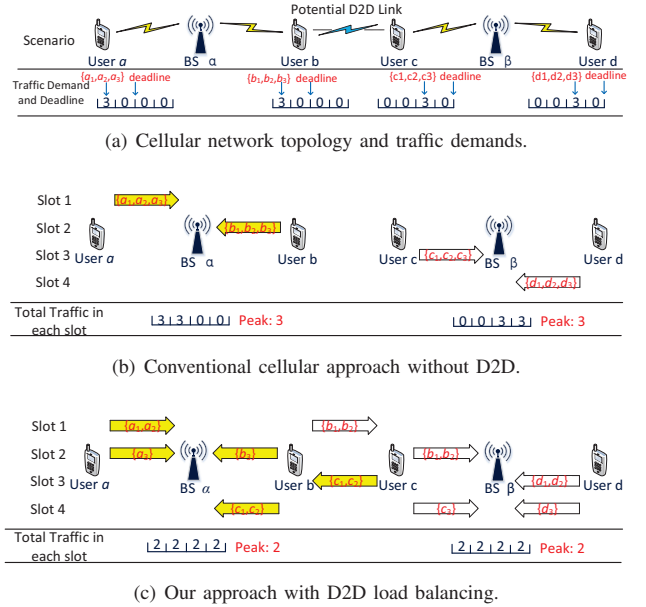 Potential D2D Link
Scenario
User a BS α User b User c BS β User d
{a1,a2,a3} deadline {b1,b2,b3} deadline {c1,c2,c3} deadline {d1,d2,d3} deadline
Traffic Demand
and Deadline
3 0 0 0 3 0 0 0 0 0 3 0 0 0 3 0
(a) Cellular network topology and traffic demands.
Slot 1 {a1,a2,a3}
Slot 2 {b1,b2,b3}
User a BS α User b User c BS β User d
Slot 3 {c1,c2,c3}
Slot 4 {d1,d2,d3}
Total Traffic in
each slot
3 3 0 0 Peak: 3 0 0 3 3 Peak: 3
(b) Conventional cellular approach without D2D.
Slot 1 {a1,a2} {b1,b2}
Slot 2 {a3} {b3} {b1,b2}
User a BS α User b User c BS β User d
Slot 3 {c1,c2} {d1,d2}
Slot 4 {c1,c2} {c3} {d3}
Total Traffic in
each slot
2 2 2 2 Peak: 2 2 2 2 2 Peak: 2
(c) Our approach with D2D load balancing.